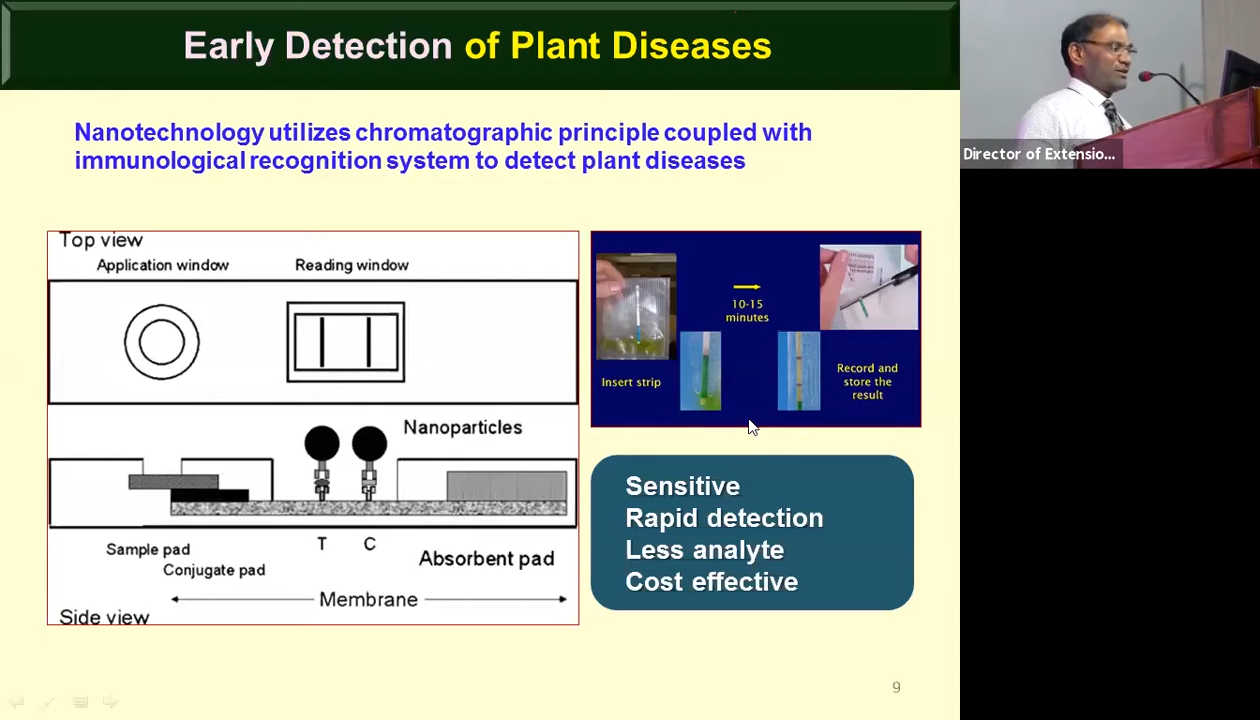 Early Detection of Plant Diseases
Director of Extensio...
Nanotechnology utilizes chromatographic principle coupled with
immunological recognition system to detect plant diseases
Top view
Application window
Reading window
Nanoparticles
T
C
Sample pad
Conjugate pad
Absorbent pad
Membrane
Side view
10-15
minutes
Insert strip
Record and
store the
result
Sensitive
Rapid detection
Less analyte
Cost effective
9